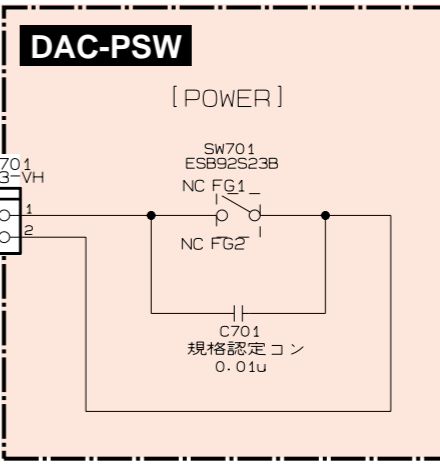 DAC-PSW
[POWER]
SW701
ESB92S23B
NC FG1
NC FG2
701
3-VH
1
2
C701
規格認定コン
0.01u